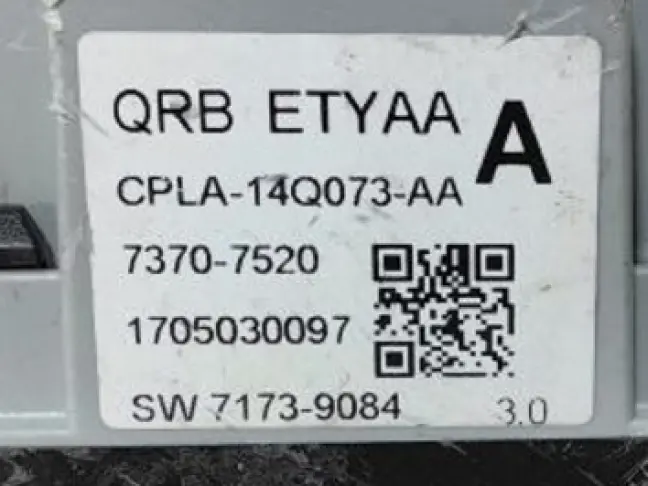 QRB ETYAA A
CPLA-14Q073-AA
7370-7520
1705030097
SW 7173-9084 3.0